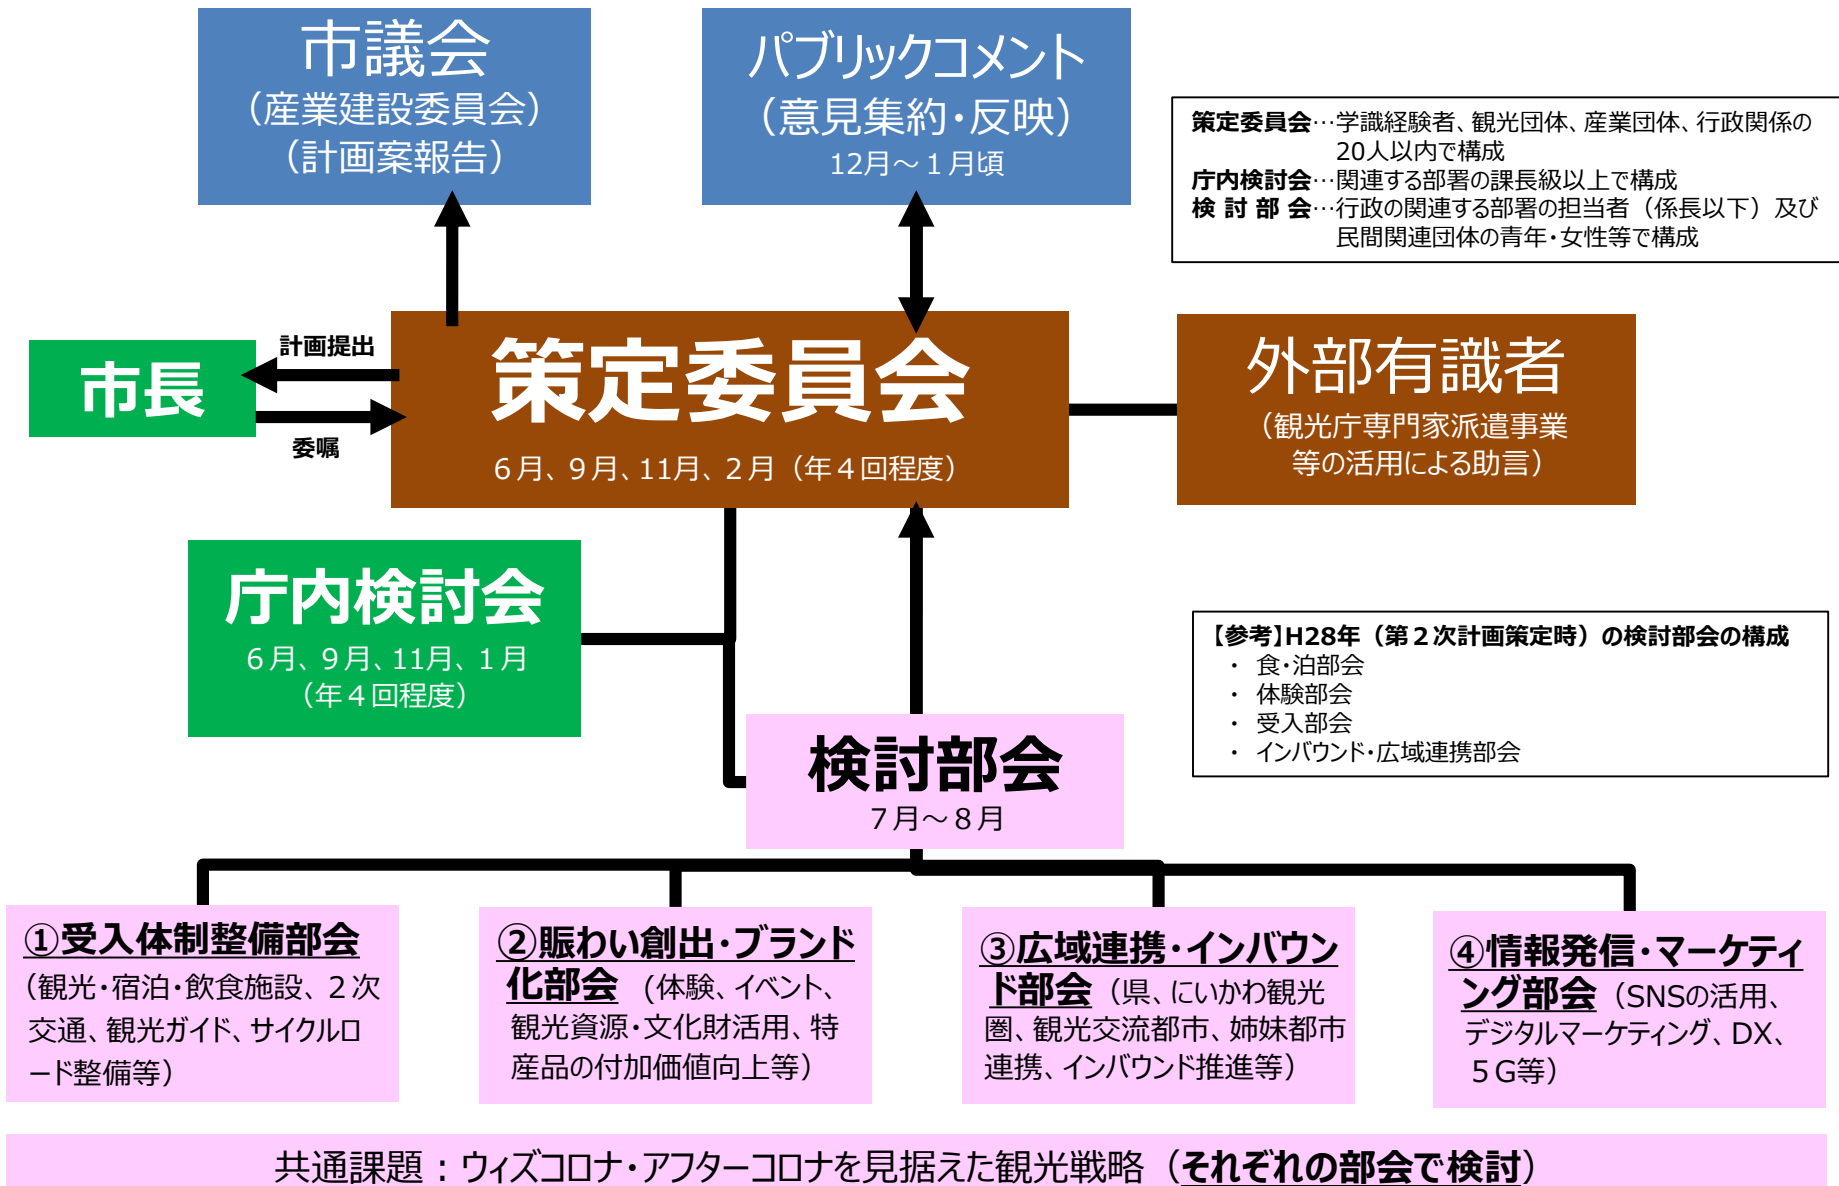 市議会
（産業建設委員会）
（計画案報告）
パブリックコメント
（意見集約・反映）
12月～１月頃
策定委員会…学識経験者、観光団体、産業団体、行政関係の
20人以内で構成
庁内検討会…関連する部署の課長級以上で構成
検 討 部 会…行政の関連する部署の担当者（係長以下）及び
民間関連団体の青年・女性等で構成
市長
計画提出
委嘱
策定委員会
６月、９月、11月、２月（年４回程度）
外部有識者
（観光庁専門家派遣事業
等の活用による助言）
庁内検討会
６月、９月、11月、１月
（年４回程度）
【参考】H28年（第２次計画策定時）の検討部会の構成
・ 食・泊部会
・ 体験部会
・ 受入部会
・ インバウンド・広域連携部会
検討部会
７月～８月
①受入体制整備部会
（観光・宿泊・飲食施設、２次
交通、観光ガイド、サイクルロ
ード整備等）
②賑わい創出・ブランド
化部会 （体験、イベント、
観光資源・文化財活用、特
産品の付加価値向上等）
③広域連携・インバウン
ド部会（県、にいかわ観光
圏、観光交流都市、姉妹都市
連携、インバウンド推進等）
④情報発信・マーケティ
ング部会（SNSの活用、
デジタルマーケティング、DX、
５G等）
共通課題：ウィズコロナ・アフターコロナを見据えた観光戦略（それぞれの部会で検討）